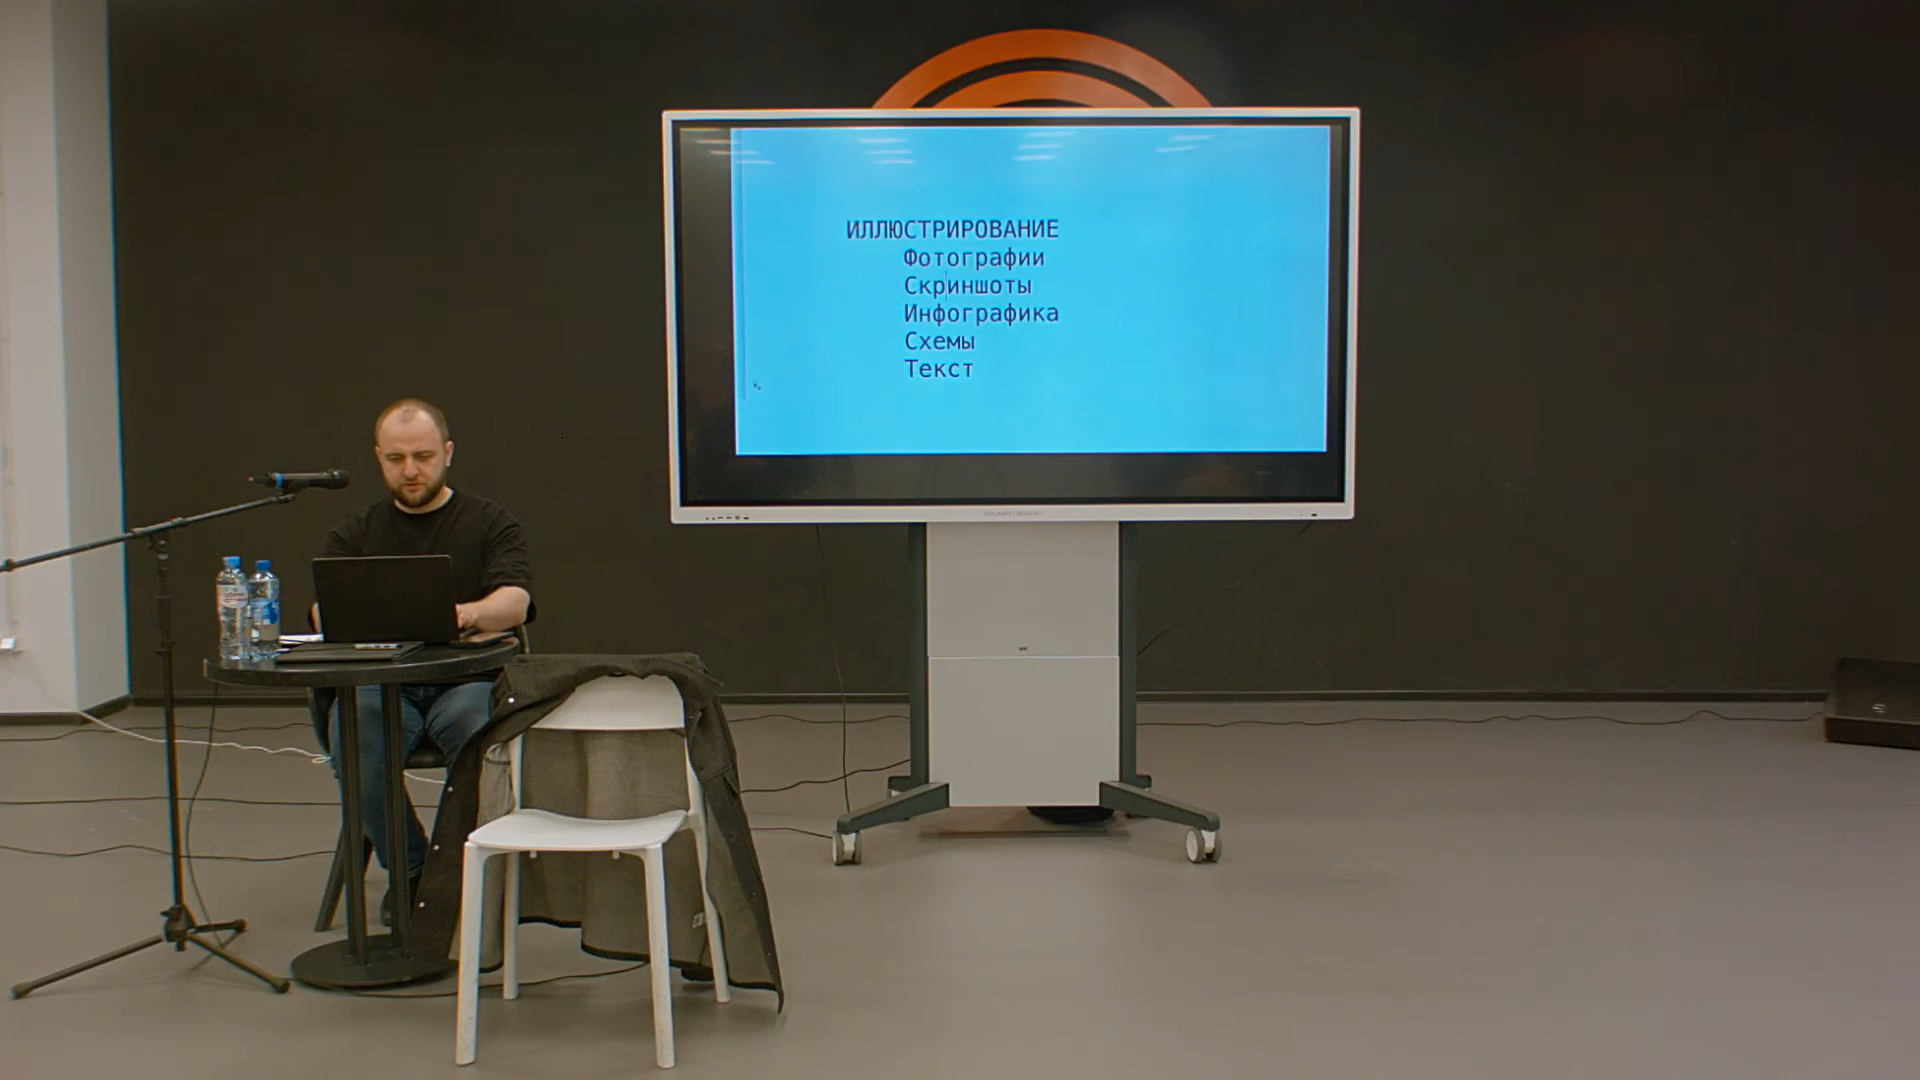 ИЛЛЮСТРИРОВАНИЕ
Фотографии
Скриншоты
Инфографика
Схемы
Текст